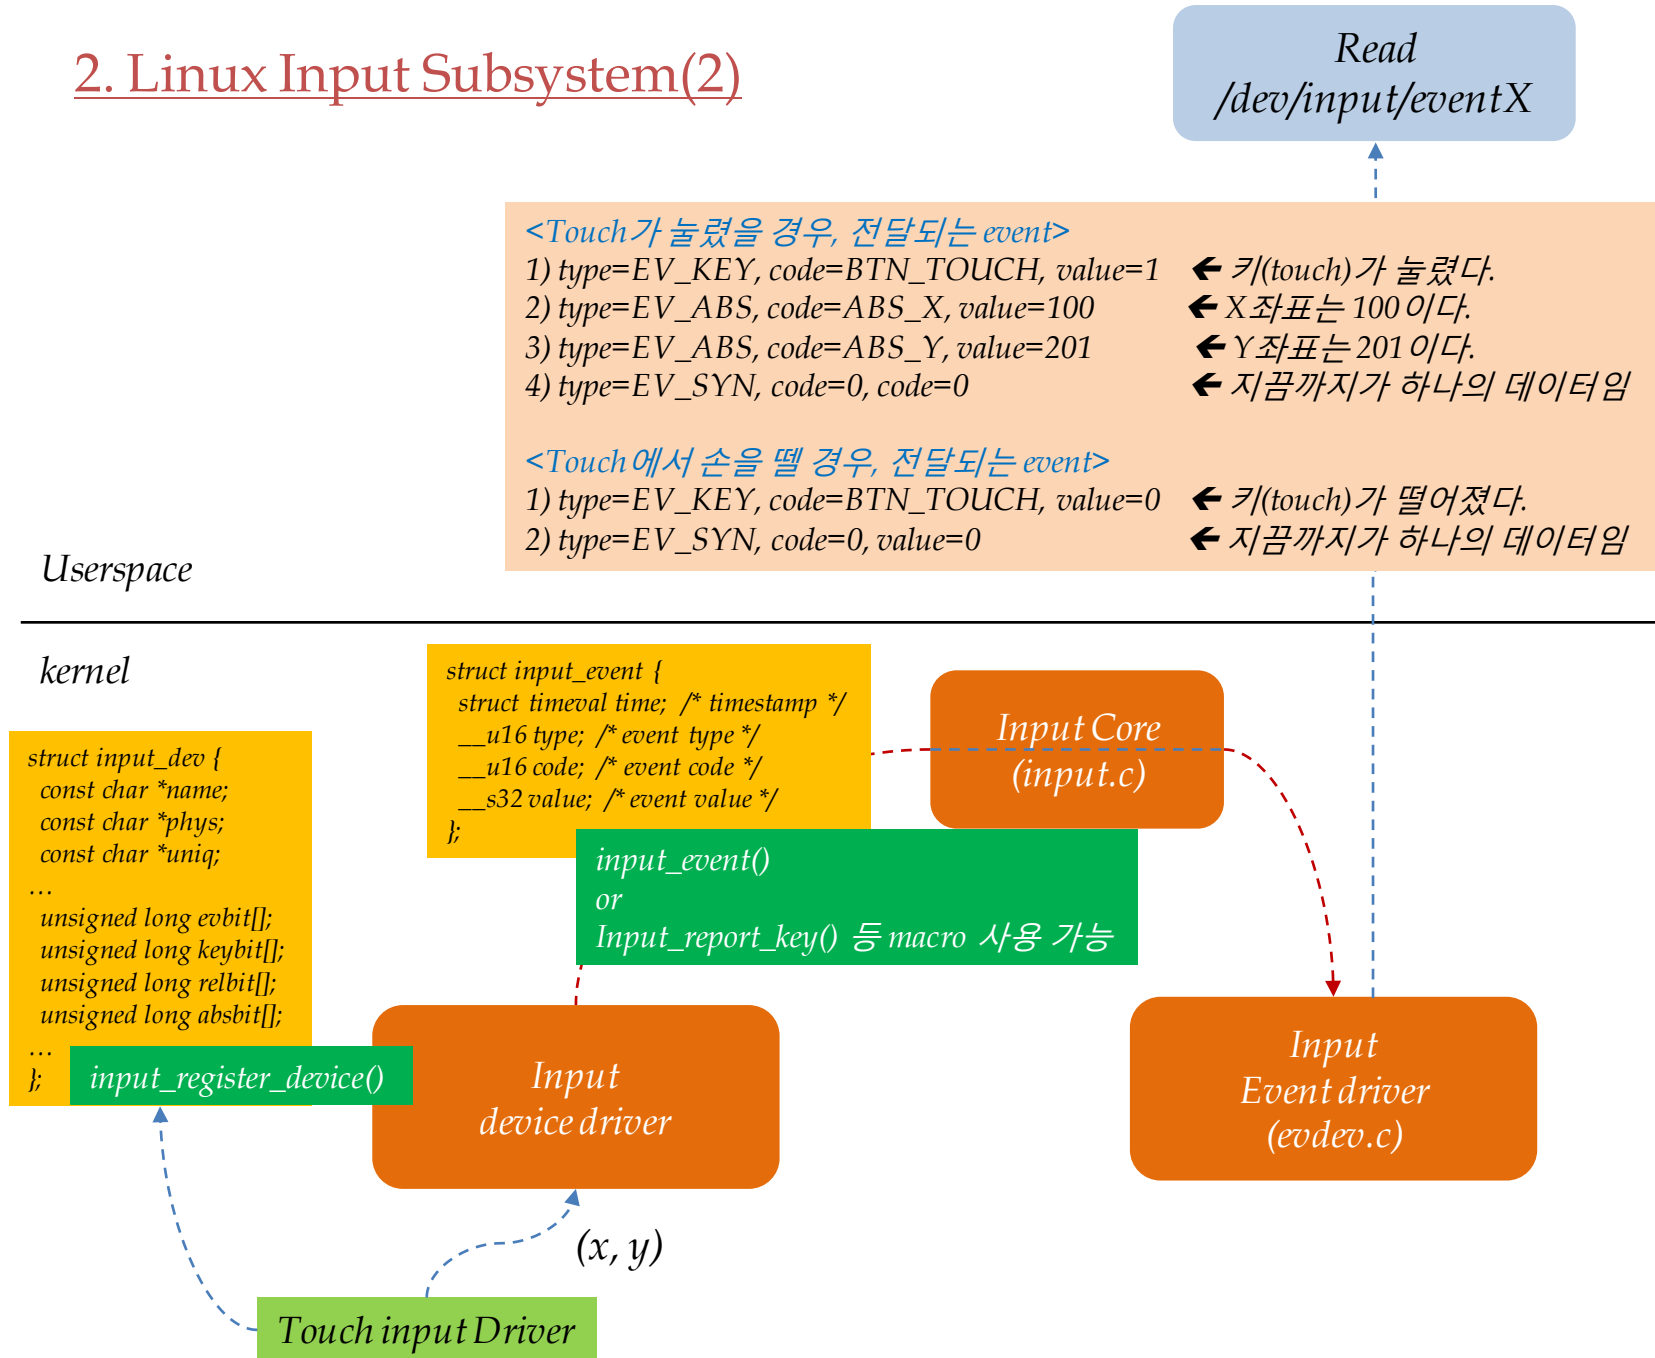 2. Linux Input Subsystem(2)
Read
/dev/input/eventX
<Touch가 눌렸을 경우, 전달되는 event>
1) type=EV_KEY, code=BTN_TOUCH, value=1 🡸 키(touch)가 눌렸다.
2) type=EV_ABS, code=ABS_X, value=100 🡸 X좌표는 100이다.
3) type=EV_ABS, code=ABS_Y, value=201 🡸 Y좌표는 201이다.
4) type=EV_SYN, code=0, code=0 🡸 지끔까지가 하나의 데이터임
<Touch에서 손을 뗄 경우, 전달되는 event>
1) type=EV_KEY, code=BTN_TOUCH, value=0 🡸 키(touch)가 떨어졌다.
2) type=EV_SYN, code=0, value=0 🡸 지끔까지가 하나의 데이터임
Userspace
kernel
struct input_event {
struct timeval time; /* timestamp */
__u16 type; /* event type */
__u16 code; /* event code */
__s32 value; /* event value */
};
Input Core
(input.c)
struct input_dev {
const char *name;
const char *phys;
const char *uniq;
…
unsigned long evbit[];
unsigned long keybit[];
unsigned long relbit[];
unsigned long absbit[];
…
};
input_event()
or
Input_report_key() 등 macro 사용 가능
input_register_device()
Input
device driver
Input
Event driver
(evdev.c)
(x, y)
Touch input Driver